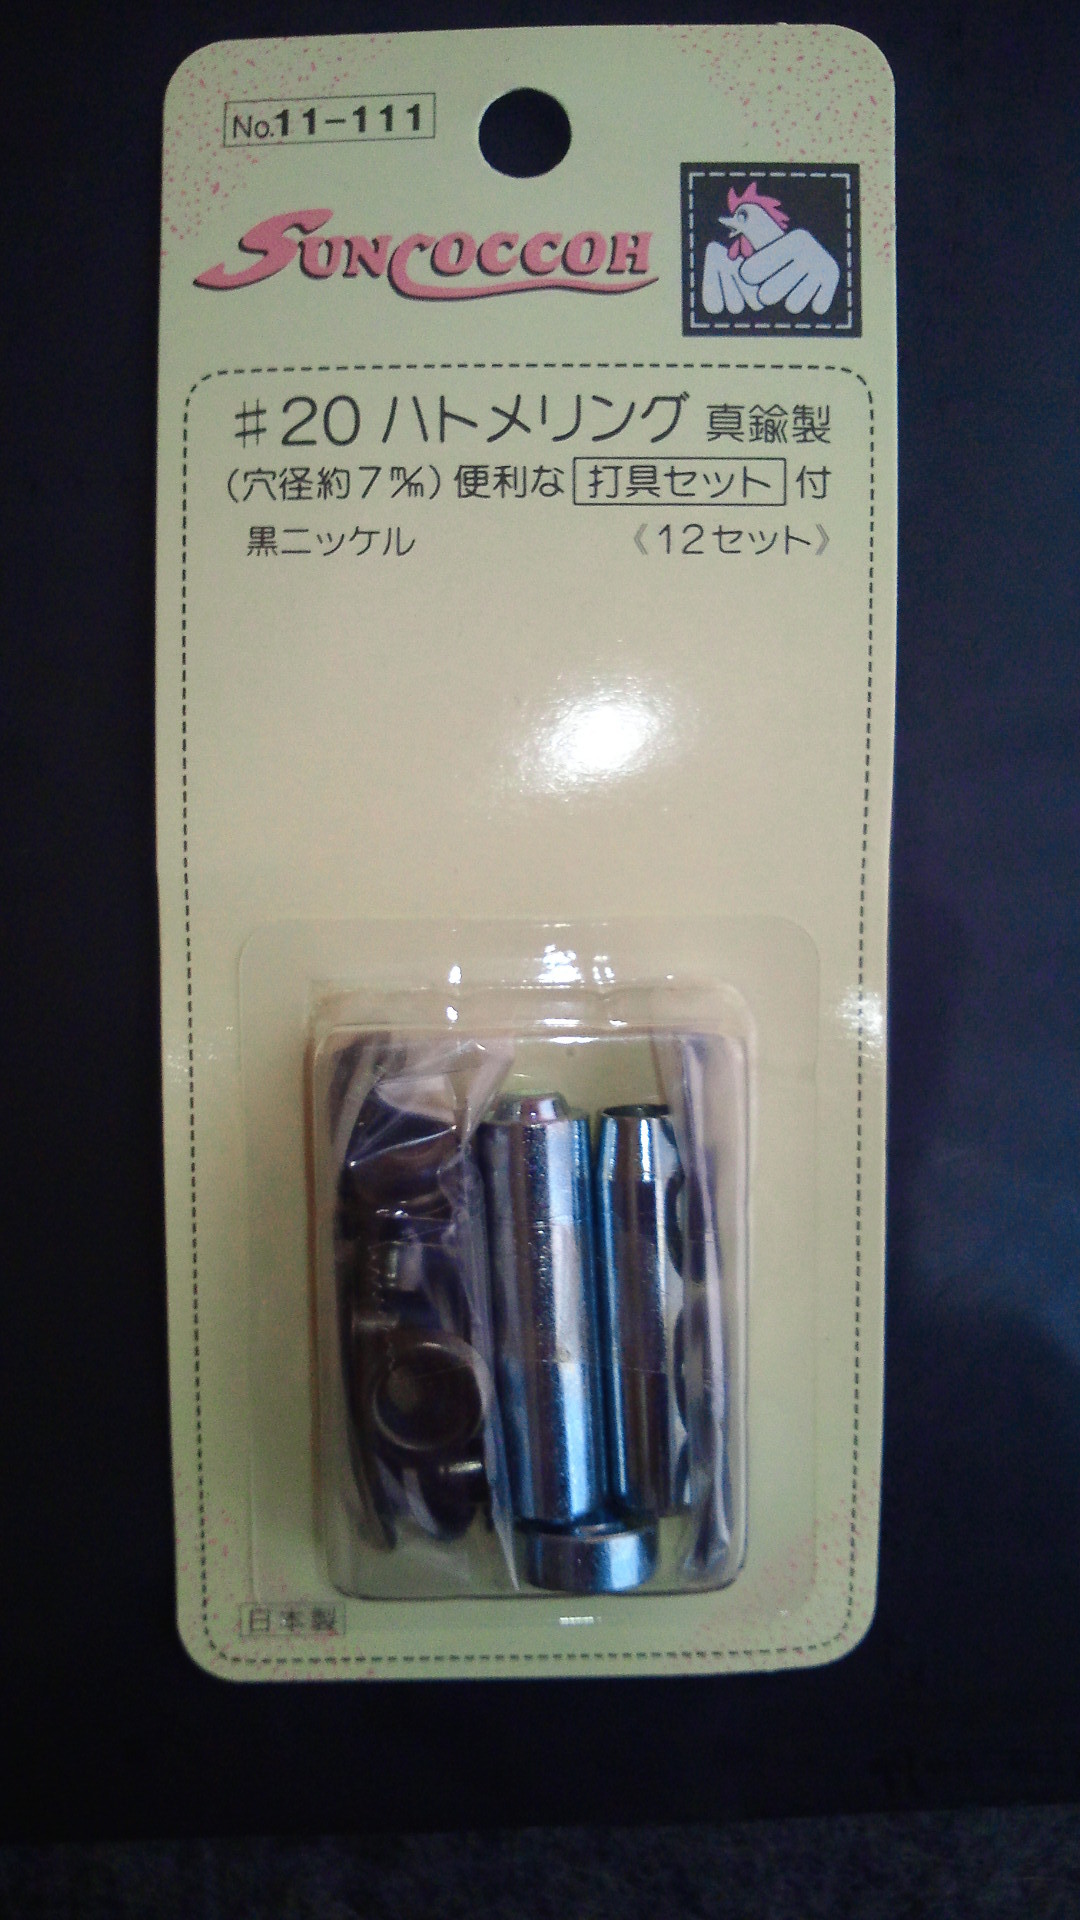 No.11-111
SUNCOCCOH
#20 ハトメリング 真鍮製
(穴径約7㎜) 便利な 打具セット 付
黒ニッケル 《12セット》
日本製